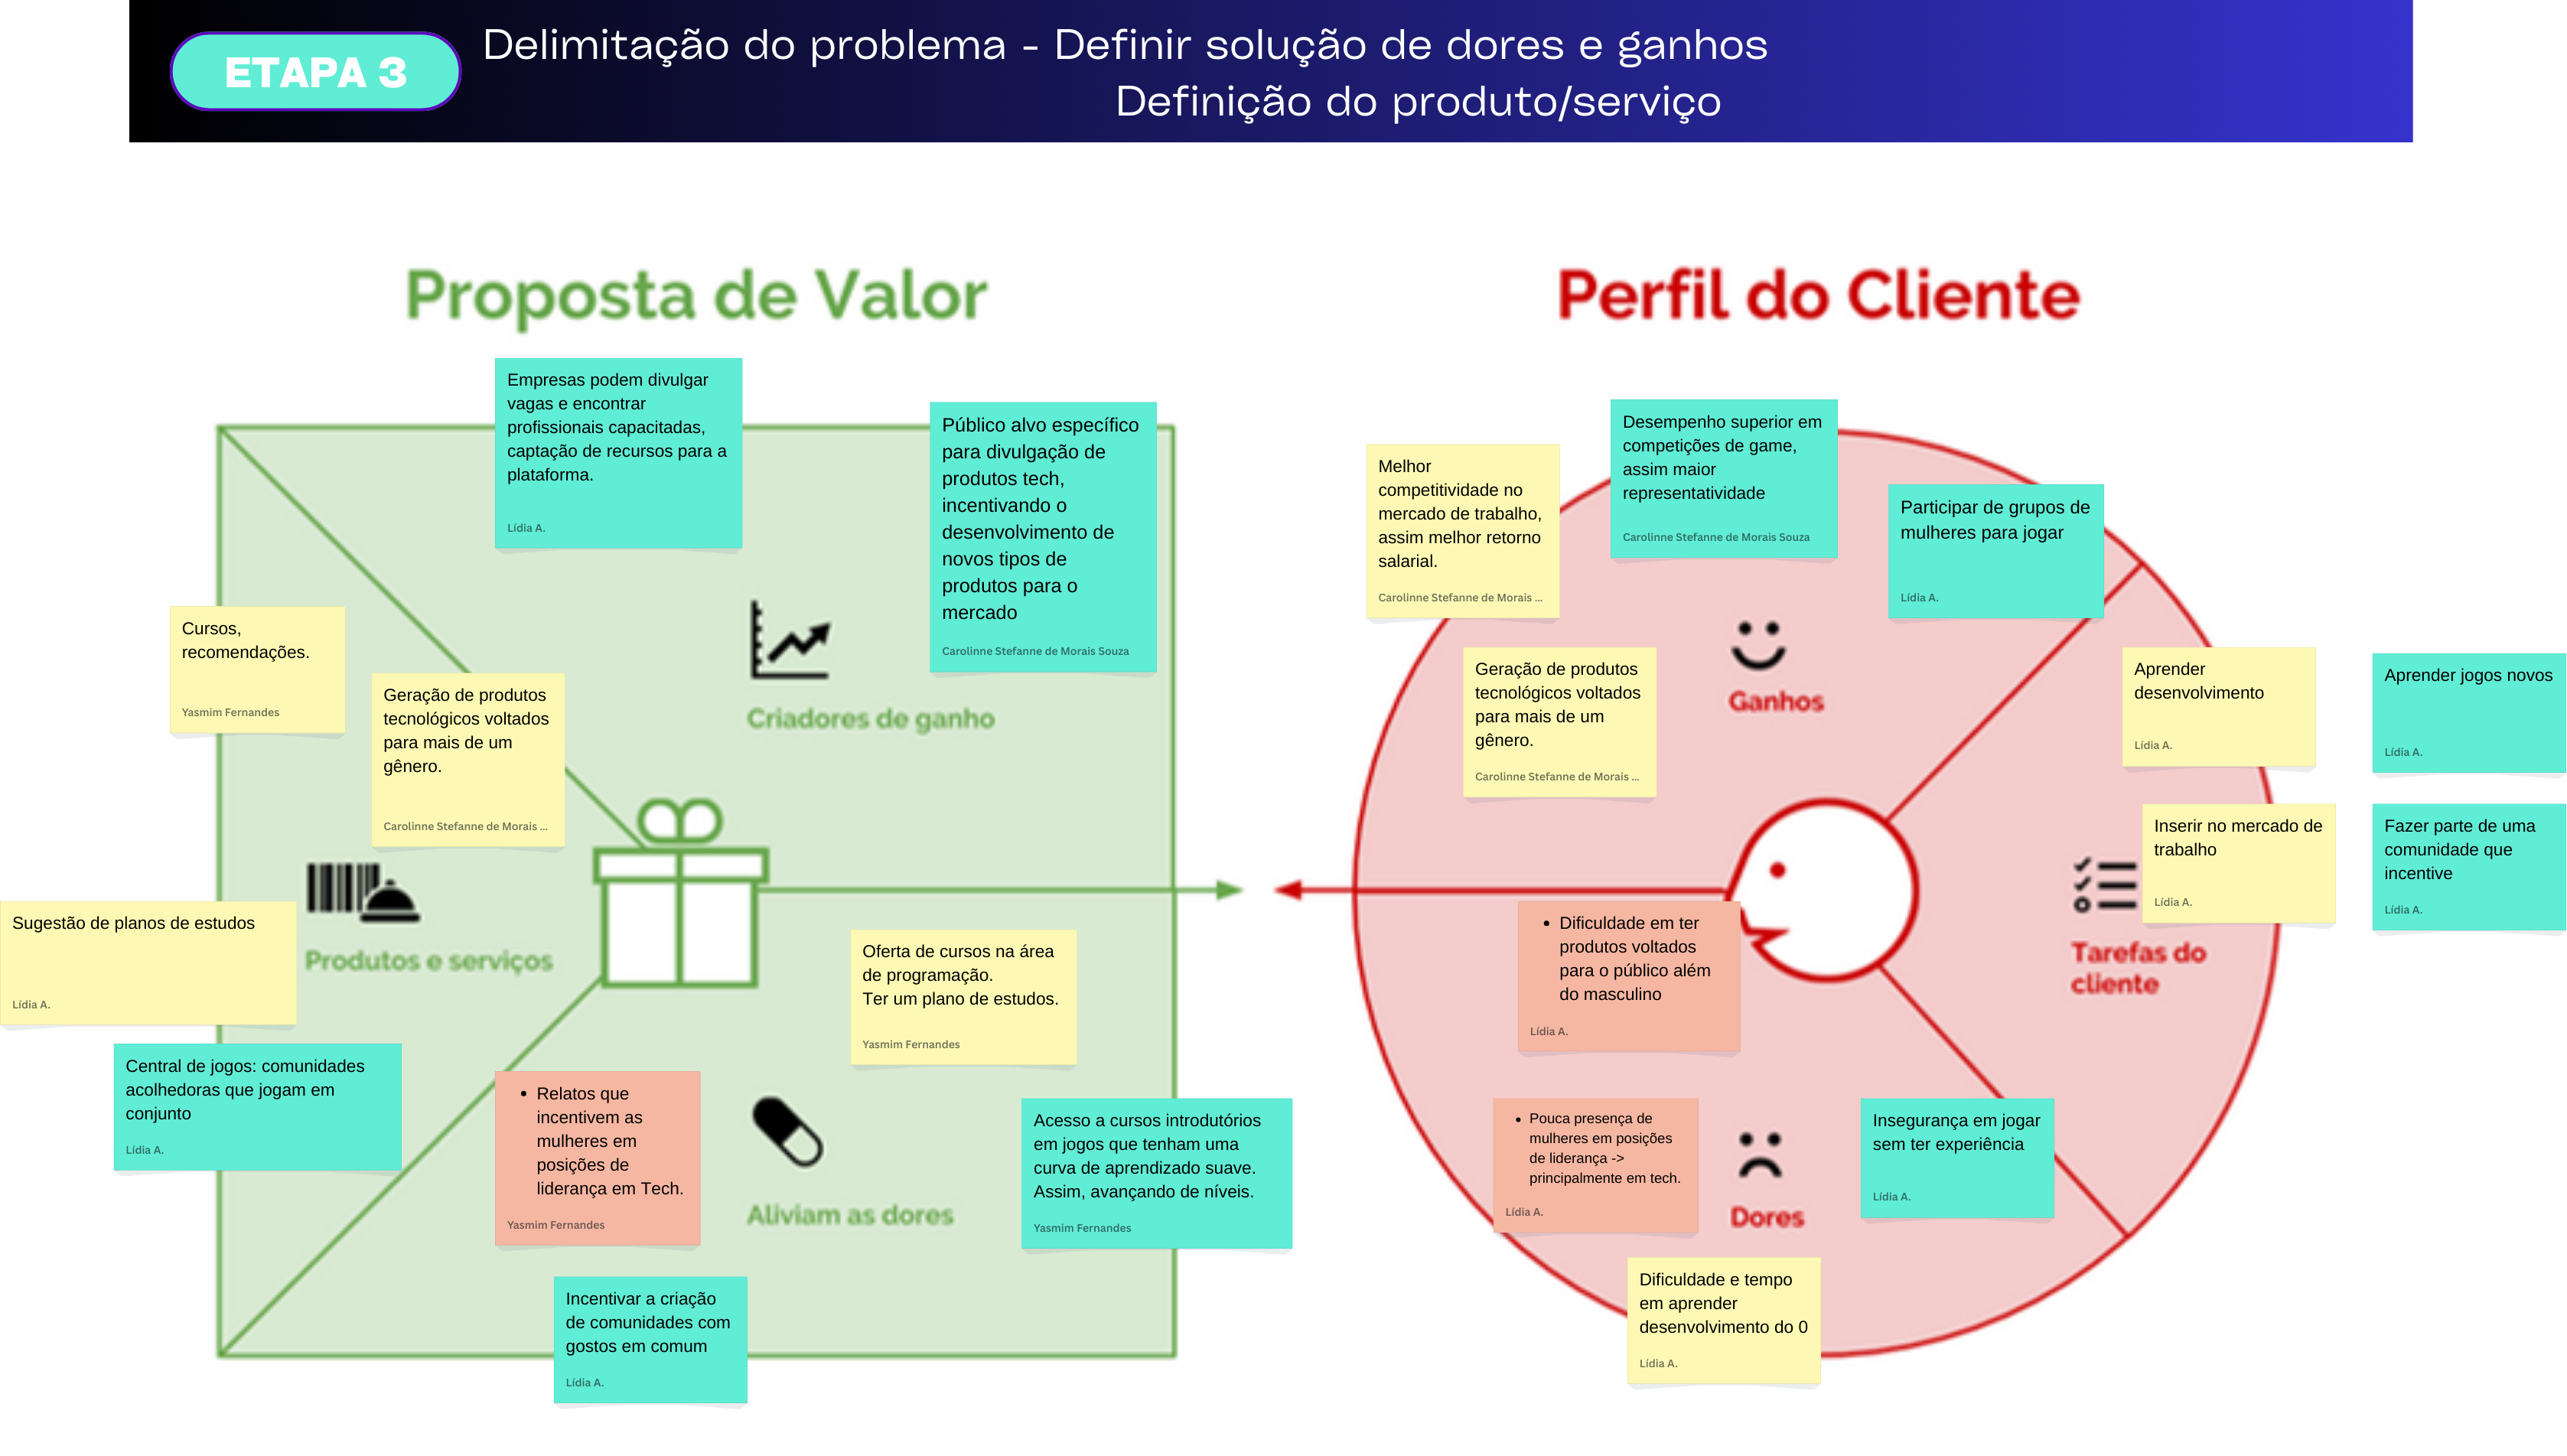 ETAPA 3
Delimitação do problema - Definir solução de dores e ganhos
Definição do produto/serviço
Proposta de Valor
Empresas podem divulgar
vagas e encontrar
profissionais capacitadas,
captação de recursos para a
plataforma.
Lídia A.
Público alvo específico
para divulgação de
produtos tech,
incentivando o
desenvolvimento de
novos tipos de
produtos para o
mercado
Carolinne Stefanne de Morais Souza
Cursos,
recomendações.
Yasmim Fernandes
Geração de produtos
tecnológicos voltados
para mais de um
gênero.
Carolinne Stefanne de Morais ...
Criadores de ganho
Sugestão de planos de estudos
Lídia A.
Produtos e serviços
Central de jogos: comunidades
acolhedoras que jogam em
conjunto
Lídia A.
Oferta de cursos na área
de programação.
Ter um plano de estudos.
Yasmim Fernandes
• Relatos que
incentivem as
mulheres em
posições de
liderança em Tech.
Yasmim Fernandes
Aliviam as dores
Acesso a cursos introdutórios
em jogos que tenham uma
curva de aprendizado suave.
Assim, avançando de níveis.
Yasmim Fernandes
Incentivar a criação
de comunidades com
gostos em comum
Lídia A.
Perfil do Cliente
Melhor
competitividade no
mercado de trabalho,
assim melhor retorno
salarial.
Carolinne Stefanne de Morais ...
Desempenho superior em
competições de game,
assim maior
representatividade
Carolinne Stefanne de Morais Souza
Participar de grupos de
mulheres para jogar
Lídia A.
Geração de produtos
tecnológicos voltados
para mais de um
gênero.
Carolinne Stefanne de Morais ...
Ganhos
Aprender
desenvolvimento
Lídia A.
Aprender jogos novos
Lídia A.
Inserir no mercado de
trabalho
Lídia A.
Fazer parte de uma
comunidade que
incentive
Lídia A.
Tarefas do
cliente
• Dificuldade em ter
produtos voltados
para o público além
do masculino
Lídia A.
• Pouca presença de
mulheres em posições
de liderança ->
principalmente em tech.
Lídia A.
Dores
Insegurança em jogar
sem ter experiência
Lídia A.
Dificuldade e tempo
em aprender
desenvolvimento do 0
Lídia A.